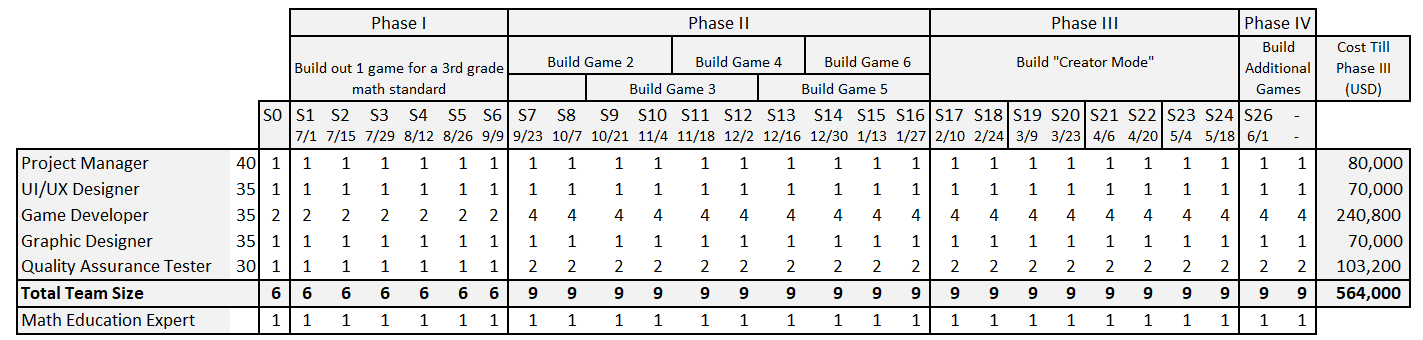 Phase I Phase II Phase III Phase IV
Build out 1 game for a 3rd grade math standard Build Game 2 Build Game 4 Build Game 6 Build "Creator Mode" Build Additional Games Cost Till Phase III (USD)
Build Game 3 Build Game 5
S0 S1 S2 S3 S4 S5 S6 S7 S8 S9 S10 S11 S12 S13 S14 S15 S16 S17 S18 S19 S20 S21 S22 S23 S24 S26 -
7/1 7/15 7/29 8/12 8/26 9/9 9/23 10/7 10/21 11/4 11/18 12/2 12/16 12/30 1/13 1/27 2/10 2/24 3/9 3/23 4/6 4/20 5/4 5/18 6/1 -
Project Manager 40 1 1 1 1 1 1 1 1 1 1 1 1 1 1 1 1 1 1 1 1 1 1 1 1 1 1 1 80,000
UI/UX Designer 35 1 1 1 1 1 1 1 1 1 1 1 1 1 1 1 1 1 1 1 1 1 1 1 1 1 1 1 70,000
Game Developer 35 2 2 2 2 2 2 2 4 4 4 4 4 4 4 4 4 4 4 4 4 4 4 4 4 4 4 4 240,800
Graphic Designer 35 1 1 1 1 1 1 1 1 1 1 1 1 1 1 1 1 1 1 1 1 1 1 1 1 1 1 1 70,000
Quality Assurance Tester 30 1 1 1 1 1 1 1 2 2 2 2 2 2 2 2 2 2 2 2 2 2 2 2 2 2 2 2 103,200
Total Team Size 6 6 6 6 6 6 6 9 9 9 9 9 9 9 9 9 9 9 9 9 9 9 9 9 9 9 9 564,000
Math Education Expert 1 1 1 1 1 1 1 1 1 1 1 1 1 1 1 1 1 1 1 1 1 1 1 1 1 1 1